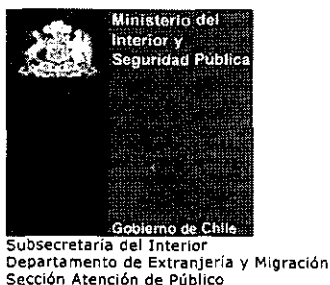 Ministerio del
Interior y
Seguridad Pública
Gobierno de Chile
Subsecretaría del Interior
Departamento de Extranjería y Migración
Sección Atención de Público